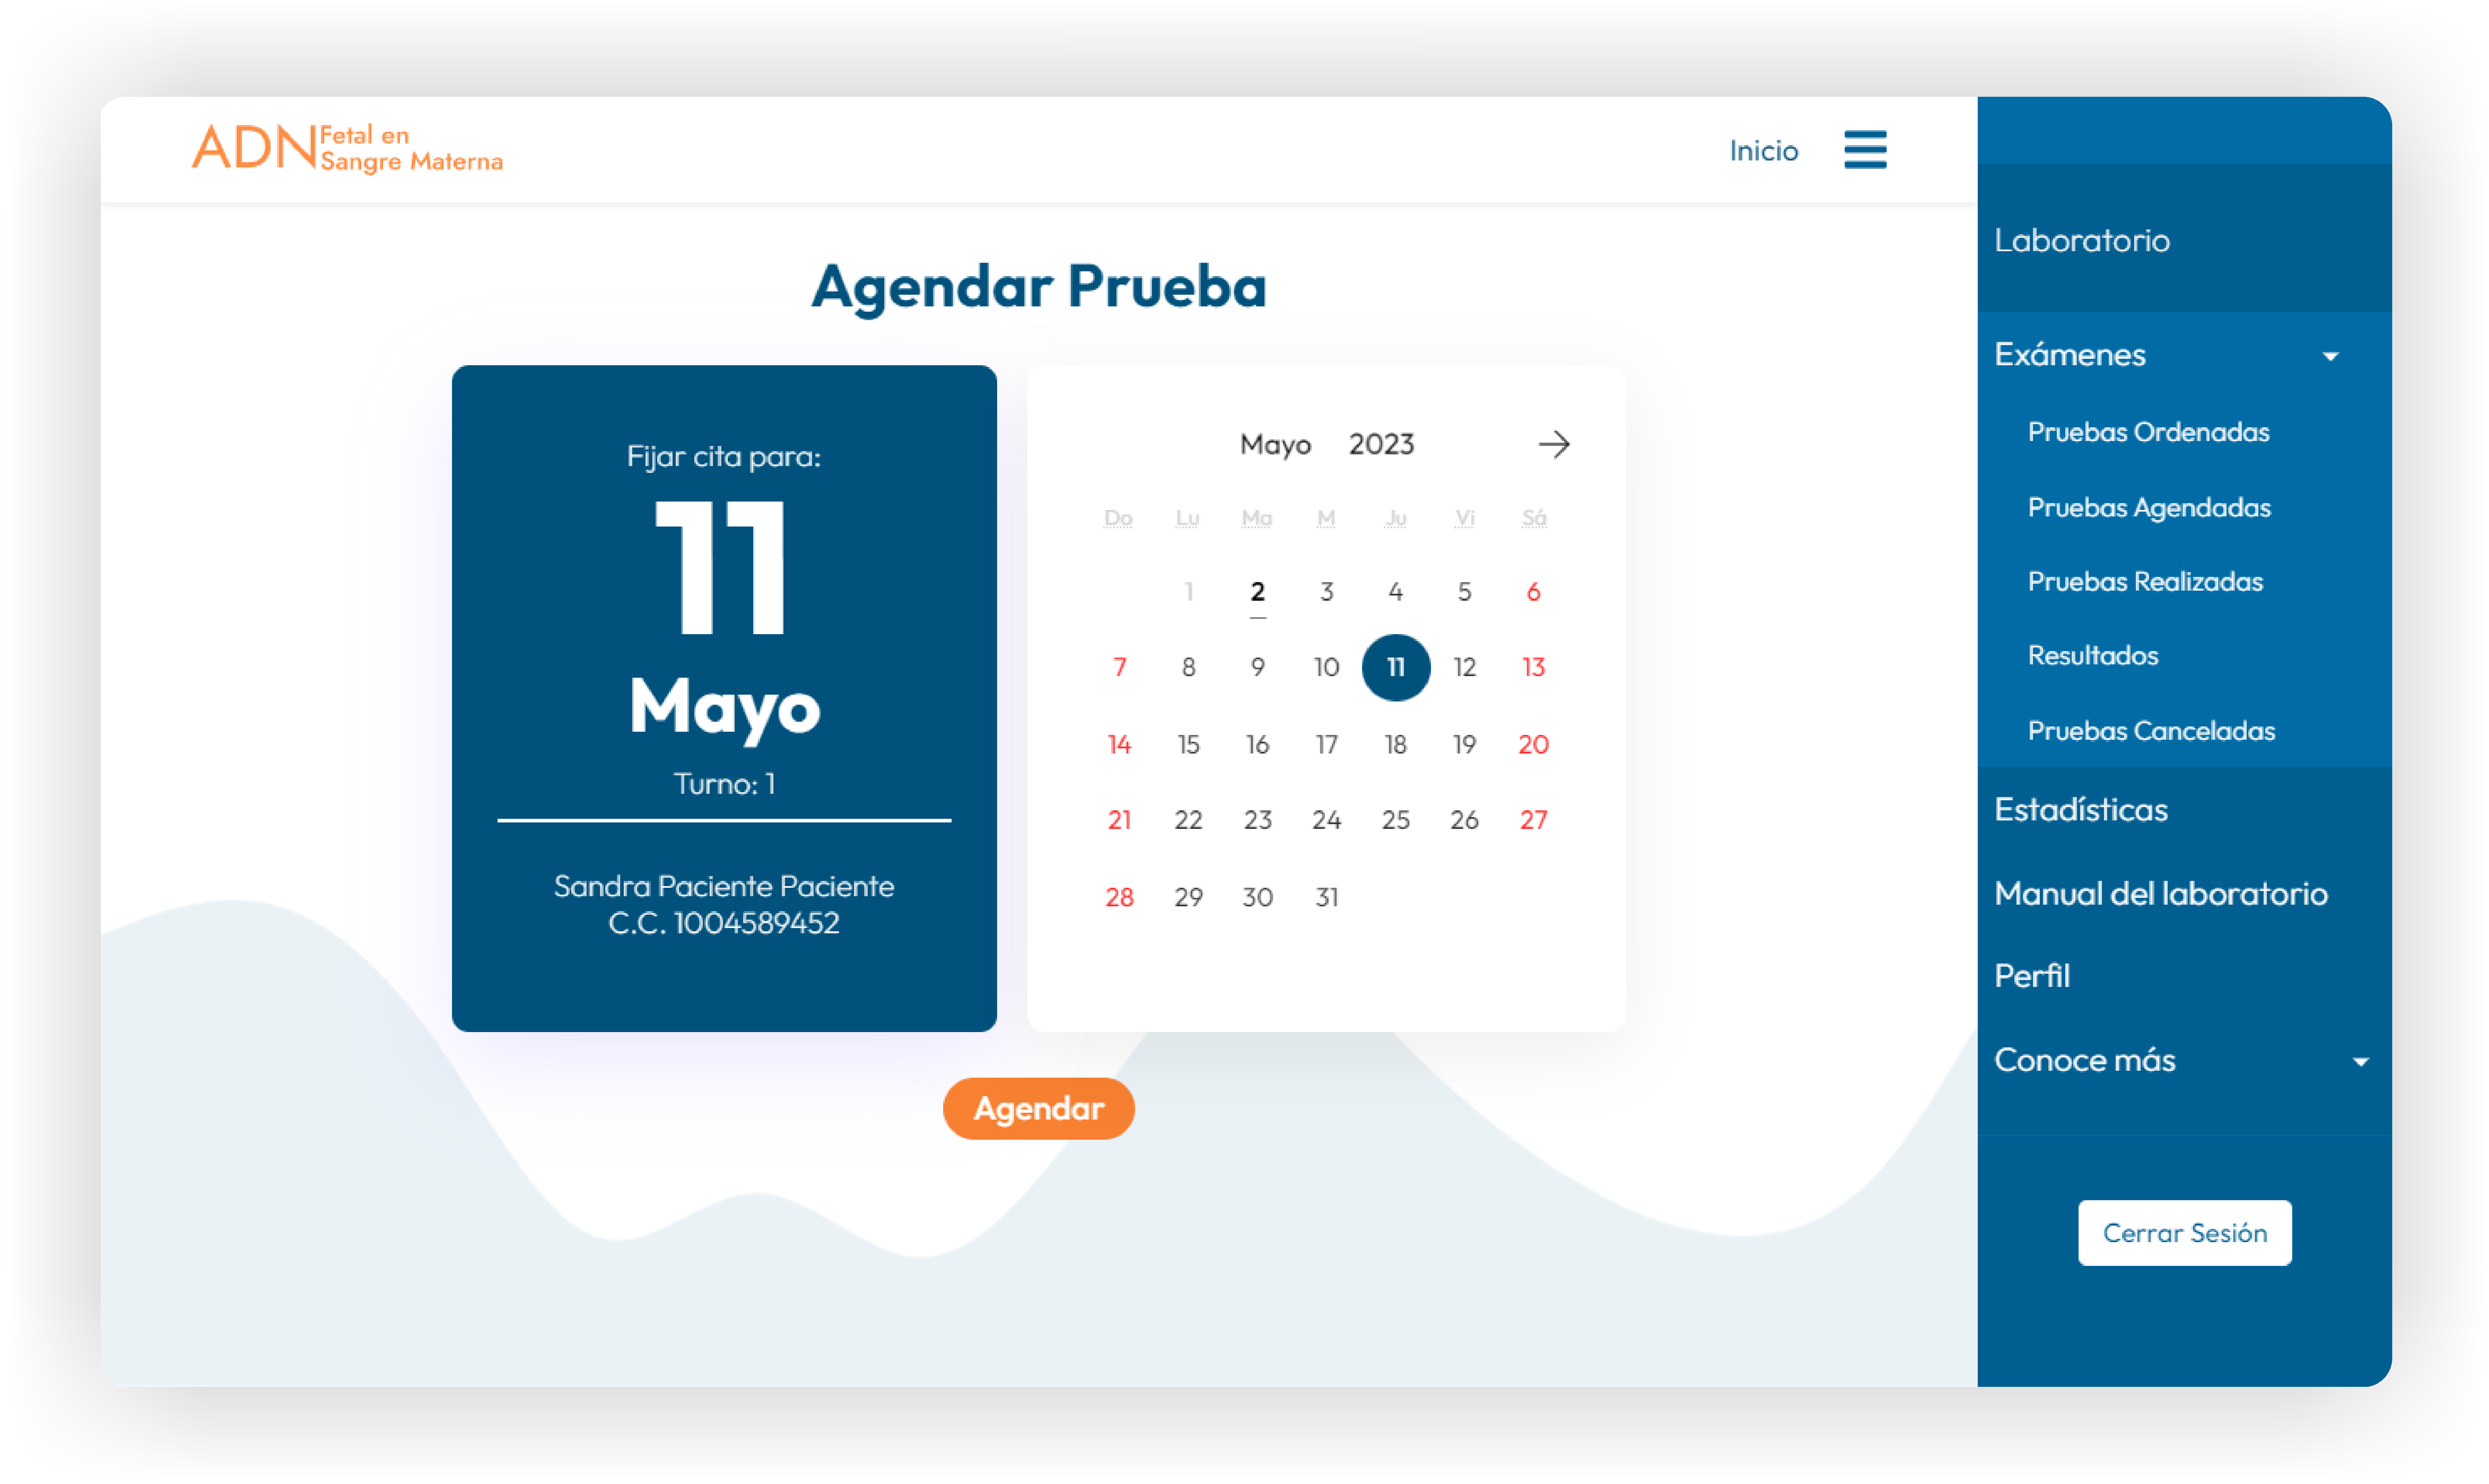 ADN Fetal en
Sangre Materna
Inicio
Agendar Prueba
Fijar cita para:
11
Mayo
Turno: 1
Sandra Paciente Paciente
C.C. 1004589452
Mayo 2023
Do Lu Ma M Ju Vi Sá
1 2 3 4 5 6
7 8 9 10 11 12 13
14 15 16 17 18 19 20
21 22 23 24 25 26 27
28 29 30 31
Agendar
Laboratorio
Exámenes
Pruebas Ordenadas
Pruebas Agendadas
Pruebas Realizadas
Resultados
Pruebas Canceladas
Estadísticas
Manual del laboratorio
Perfil
Conoce más
Cerrar Sesión